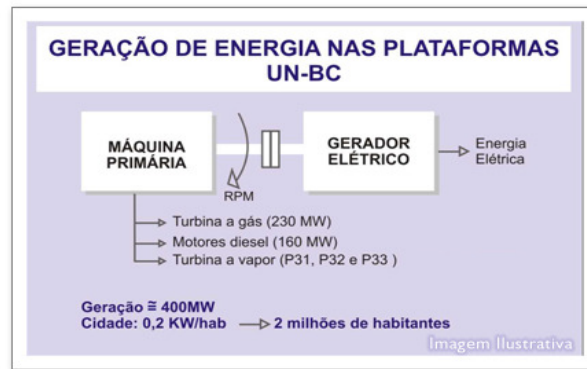 GERAÇÃO DE ENERGIA NAS PLATAFORMAS
UN-BC
MÁQUINA
PRIMÁRIA
RPM
GERADOR
ELÉTRICO
Energia
Elétrica
Turbina a gás (230 MW)
Motores diesel (160 MW)
Turbina a vapor (P31, P32 e P33 )
Geração ≅ 400MW
Cidade: 0,2 KW/hab 2 milhões de habitantes
Imagem Ilustrativa